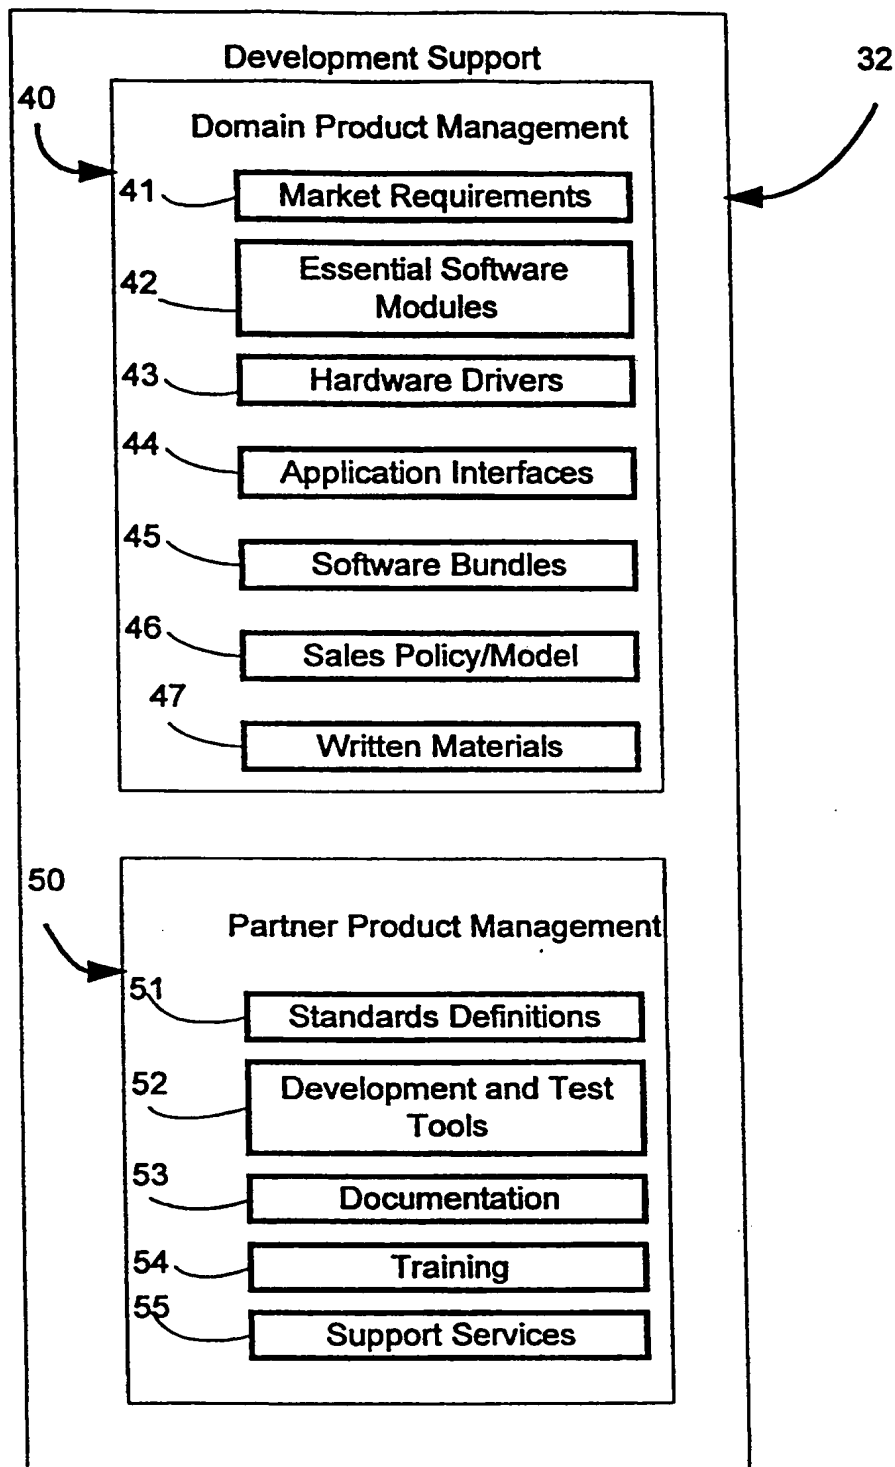 Development Support
32
40
Domain Product Management
41
Market Requirements
42
Essential Software
Modules
43
Hardware Drivers
44
Application Interfaces
45
Software Bundles
46
Sales Policy/Model
47
Written Materials
50
Partner Product Management
51
Standards Definitions
52
Development and Test
Tools
53
Documentation
54
Training
55
Support Services